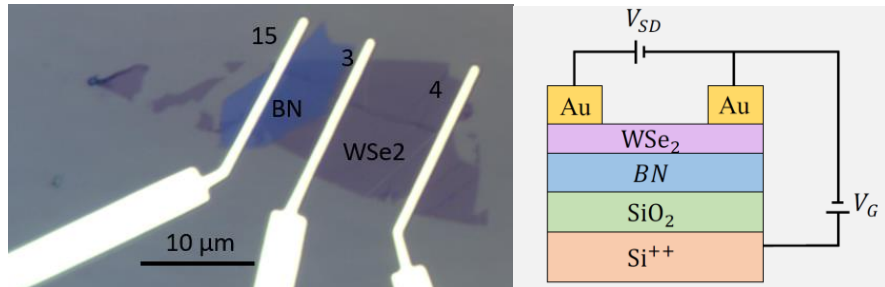 15
3
4
BN
WSe2
10 μm
V_SD
Au
Au
WSe₂
BN
SiO₂
V_G
Si⁺⁺